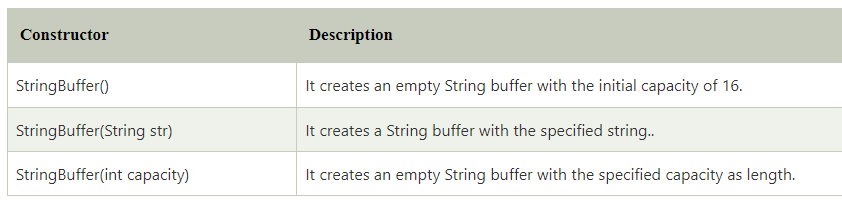 Constructor Description
StringBuffer() It creates an empty String buffer with the initial capacity of 16.
StringBuffer(String str) It creates a String buffer with the specified string..
StringBuffer(int capacity) It creates an empty String buffer with the specified capacity as length.